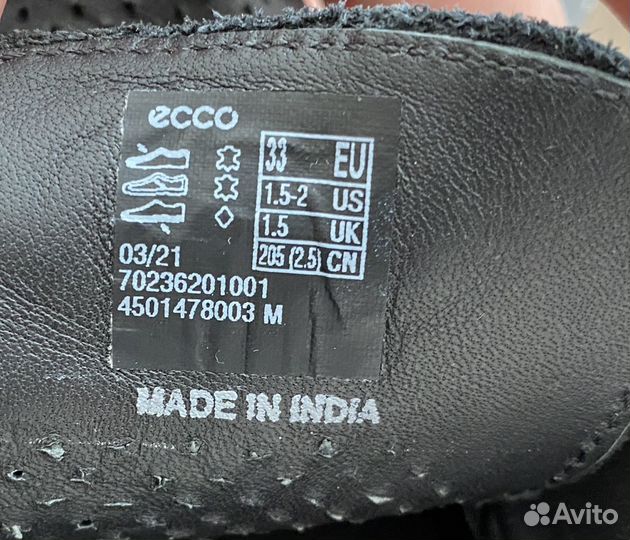 ecco
33 EU
1.5-2 US
1.5 UK
205 (2.5) CN
03/21
70236201001
4501478003 M
MADE IN INDIA
Avito